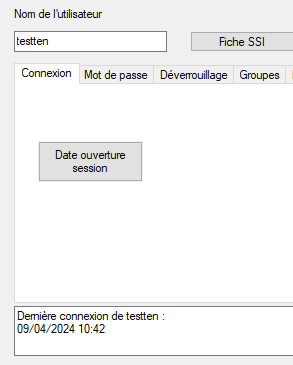 Nom de l'utilisateur
testten
Fiche SSI
Connexion
Mot de passe
Déverrouillage
Groupes
Date ouverture
session
Dernière connexion de testten :
09/04/2024 10:42